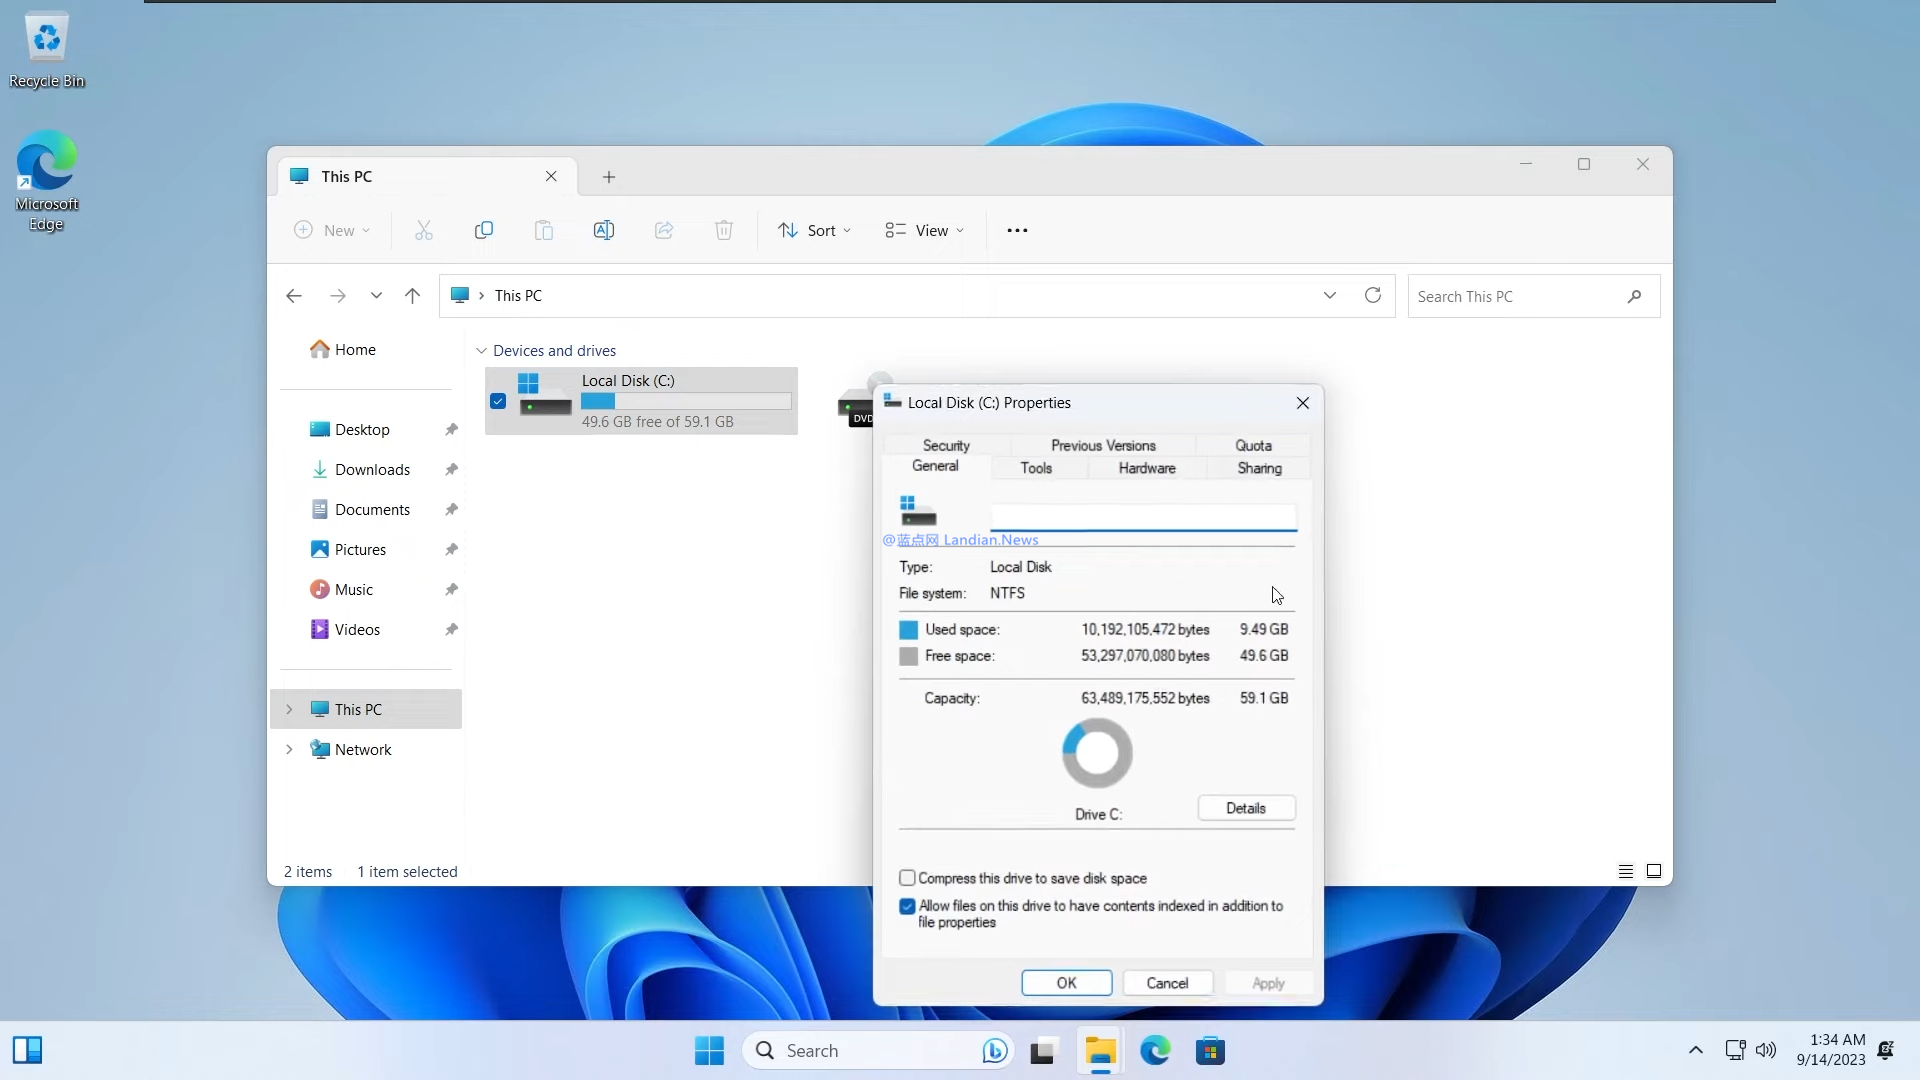 Recycle Bin
Microsoft
Edge
This PC
New
Sort
View
This PC
Search This PC
Home
Desktop
Downloads
Documents
Pictures
Music
Videos
This PC
Network
Devices and drives
Local Disk (C:)
49.6 GB free of 59.1 GB
DVD
2 items 1 item selected
Local Disk (C:) Properties
Security Previous Versions Quota
General Tools Hardware Sharing
@蓝点网 Landian.News
Type: Local Disk
File system: NTFS
Used space: 10,192,105,472 bytes 9.49 GB
Free space: 53,297,070,080 bytes 49.6 GB
Capacity: 63,489,175,552 bytes 59.1 GB
Drive C:
Details
Compress this drive to save disk space
Allow files on this drive to have contents indexed in addition to
file properties
OK Cancel Apply
Search
1:34 AM
9/14/2023